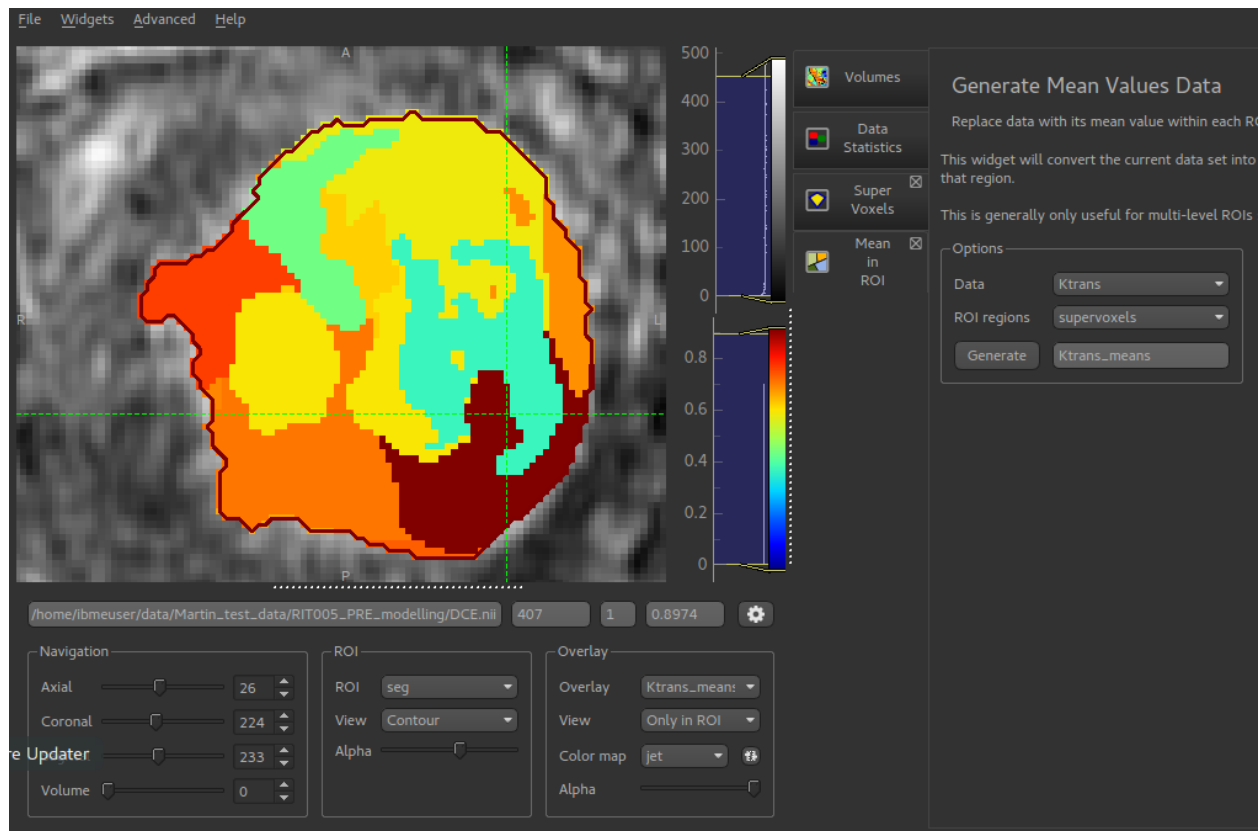 File Widgets Advanced Help
A
R
L
P
500
400
300
200
100
0
0.8
0.6
0.4
0.2
0
Volumes
Data
Statistics
Super
Voxels
Mean
in
ROI
Generate Mean Values Data
Replace data with its mean value within each RO
This widget will convert the current data set into
that region.
This is generally only useful for multi-level ROIs
Options
Data Ktrans
ROI regions supervoxels
Generate Ktrans_means
/home/ibmeuser/data/Martin_test_data/RIT005_PRE_modelling/DCE.nii 407 1 0.8974
Navigation
Axial 26
Coronal 224
re Updater 233
Volume 0
ROI
ROI seg
View Contour
Alpha
Overlay
Overlay Ktrans_means
View Only in ROI
Color map jet
Alpha